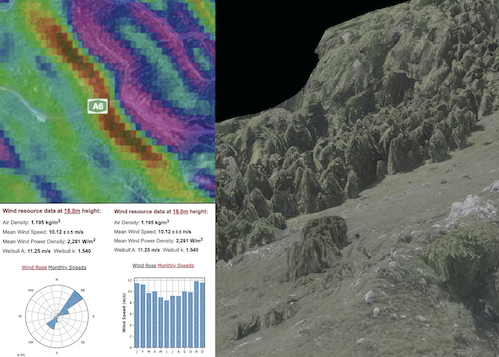 A6
Wind resource data at 18.0m height:
Air Density: 1.195 kg/m³
Mean Wind Speed: 10.12 ± 0.5 m/s
Mean Wind Power Density: 2,291 W/m²
Weibull A: 11.25 m/s Weibull k: 1.540
Wind Rose Monthly Speeds
Wind resource data at 18.0m height:
Air Density: 1.195 kg/m³
Mean Wind Speed: 10.12 ± 0.5 m/s
Mean Wind Power Density: 2,291 W/m²
Weibull A: 11.25 m/s Weibull k: 1.540
Wind Rose Monthly Speeds
Wind Speed (m/s)
J F M A M J J A S O N D